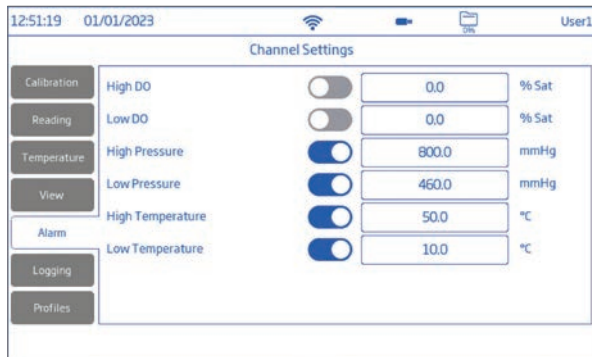 12:51:19 01/01/2023 0% User1
Channel Settings
Calibration
Reading
Temperature
View
Alarm
Logging
Profiles
High DO 0.0 % Sat
Low DO 0.0 % Sat
High Pressure 800.0 mmHg
Low Pressure 460.0 mmHg
High Temperature 50.0 °C
Low Temperature 10.0 °C